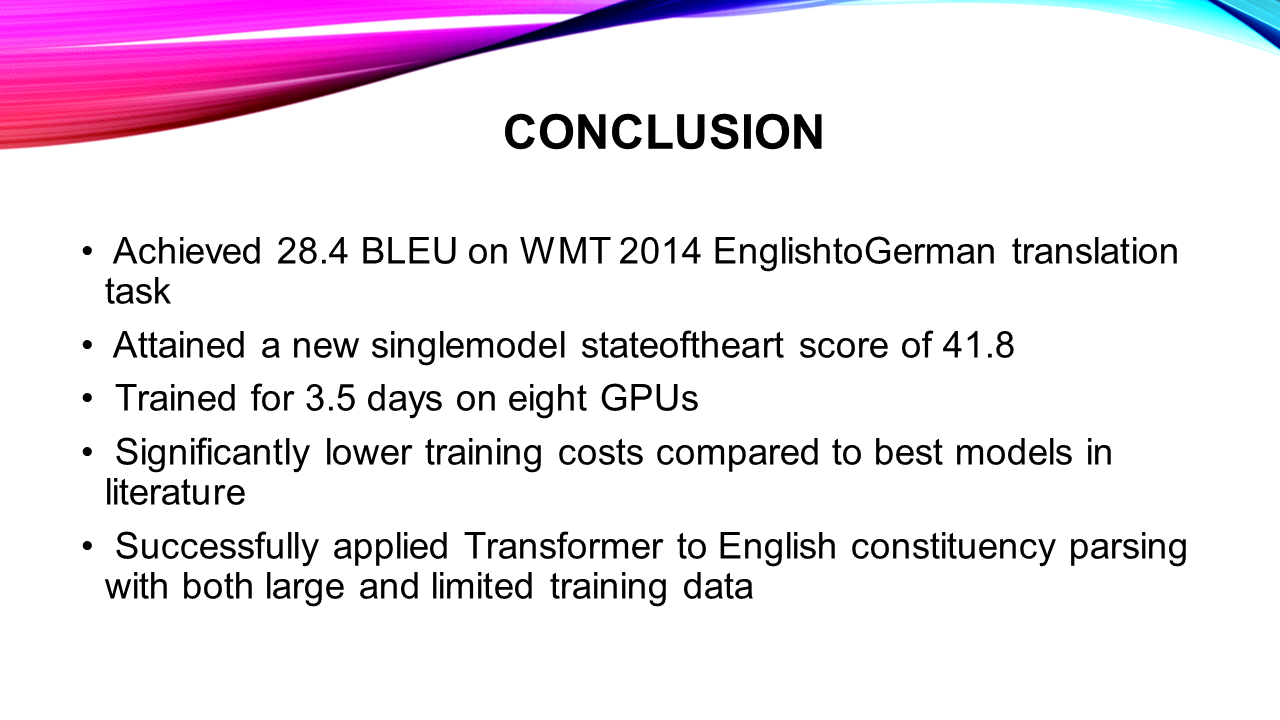 CONCLUSION
• Achieved 28.4 BLEU on WMT 2014 EnglishtoGerman translation
task
• Attained a new singlemodel stateoftheart score of 41.8
• Trained for 3.5 days on eight GPUs
• Significantly lower training costs compared to best models in
literature
• Successfully applied Transformer to English constituency parsing
with both large and limited training data